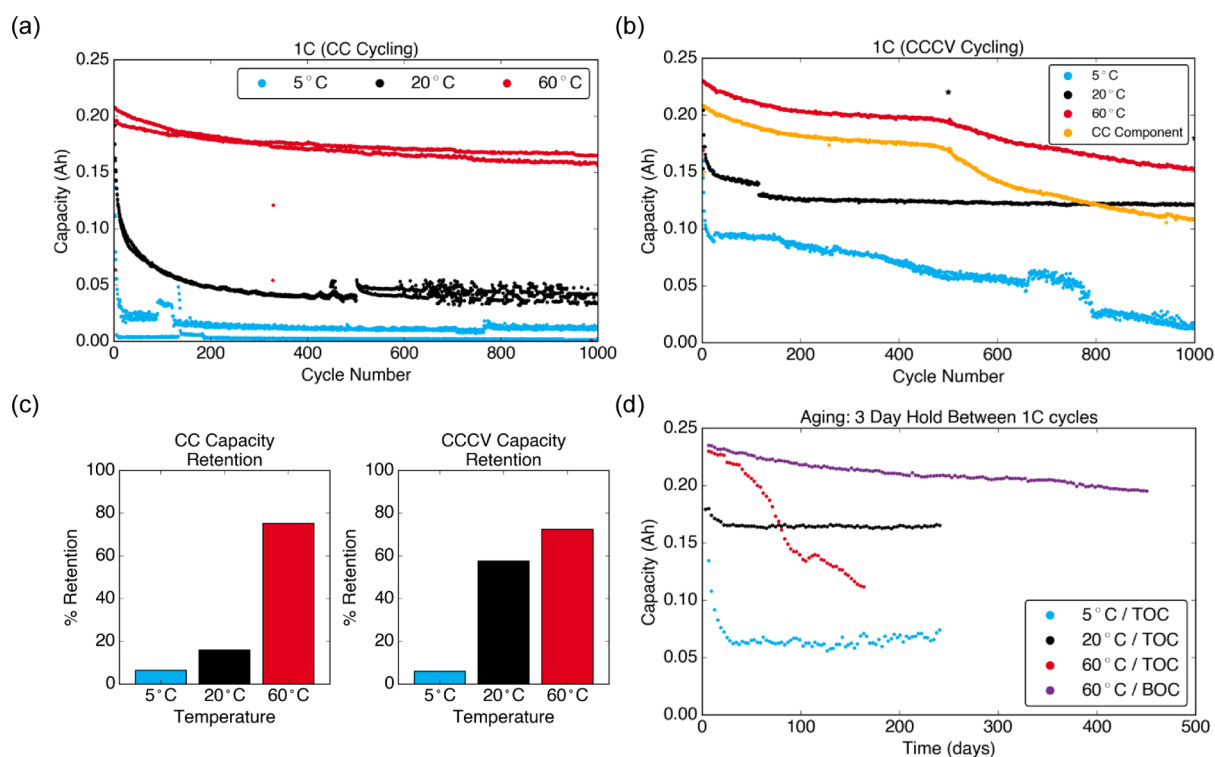 (a)
1C (CC Cycling)
5°C
20°C
60°C
0.25
0.20
0.15
0.10
0.05
0.00
Capacity (Ah)
0
200
400
600
800
1000
Cycle Number
(b)
1C (CCCV Cycling)
5°C
20°C
60°C
CC Component
0.25
0.20
0.15
0.10
0.05
0.00
Capacity (Ah)
0
200
400
600
800
1000
Cycle Number
(c)
CC Capacity
Retention
100
80
60
40
20
0
% Retention
5°C
20°C
60°C
Temperature
CCCV Capacity
Retention
100
80
60
40
20
0
% Retention
5°C
20°C
60°C
Temperature
(d)
Aging: 3 Day Hold Between 1C cycles
0.25
0.20
0.15
0.10
0.05
0.00
Capacity (Ah)
5°C / TOC
20°C / TOC
60°C / TOC
60°C / BOC
0
100
200
300
400
500
Time (days)